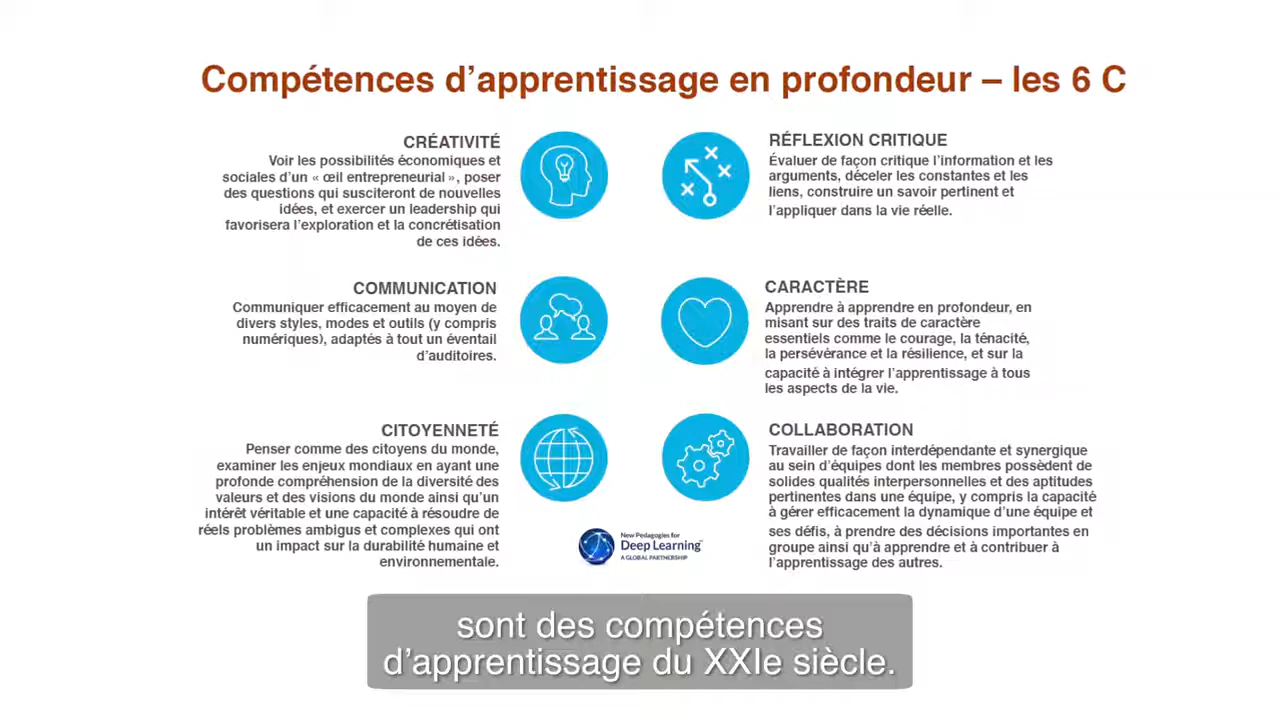 Compétences d’apprentissage en profondeur – les 6 C
CRÉATIVITÉ
Voir les possibilités économiques et
sociales d’un « œil entrepreneurial », poser
des questions qui susciteront de nouvelles
idées, et exercer un leadership qui
favorisera l’exploration et la concrétisation
de ces idées.
RÉFLEXION CRITIQUE
Évaluer de façon critique l’information et les
arguments, déceler les constantes et les
liens, construire un savoir pertinent et
l’appliquer dans la vie réelle.
COMMUNICATION
Communiquer efficacement au moyen de
divers styles, modes et outils (y compris
numériques), adaptés à tout un éventail
d’auditoires.
CARACTÈRE
Apprendre à apprendre en profondeur, en
misant sur des traits de caractère
essentiels comme le courage, la ténacité,
la persévérance et la résilience, et sur la
capacité à intégrer l’apprentissage à tous
les aspects de la vie.
CITOYENNETÉ
Penser comme des citoyens du monde,
examiner les enjeux mondiaux en ayant une
profonde compréhension de la diversité des
valeurs et des visions du monde ainsi qu’un
intérêt véritable et une capacité à résoudre de
réels problèmes ambigus et complexes qui ont
un impact sur la durabilité humaine et
environnementale.
COLLABORATION
Travailler de façon interdépendante et synergique
au sein d’équipes dont les membres possèdent de
solides qualités interpersonnelles et des aptitudes
pertinentes dans une équipe, y compris la capacité
à gérer efficacement la dynamique d’une équipe et
ses défis, à prendre des décisions importantes en
groupe ainsi qu’à apprendre et à contribuer à
l’apprentissage des autres.
New Pedagogies for
Deep Learning™
A GLOBAL PARTNERSHIP
sont des compétences
d’apprentissage du XXIe siècle.